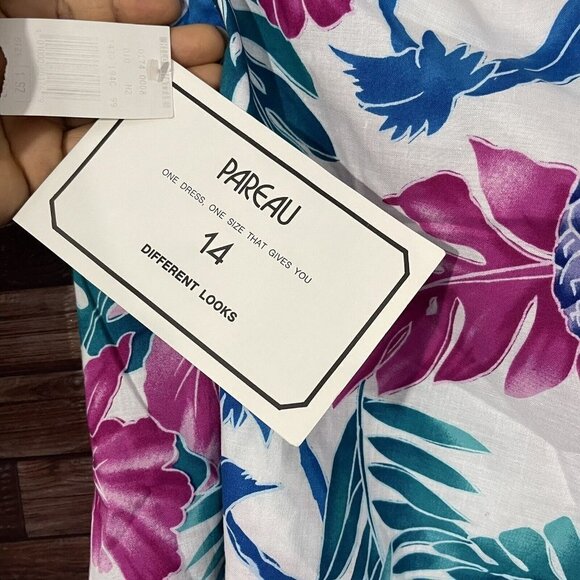 PAREAU
ONE DRESS, ONE SIZE THAT GIVES YOU
14
DIFFERENT LOOKS